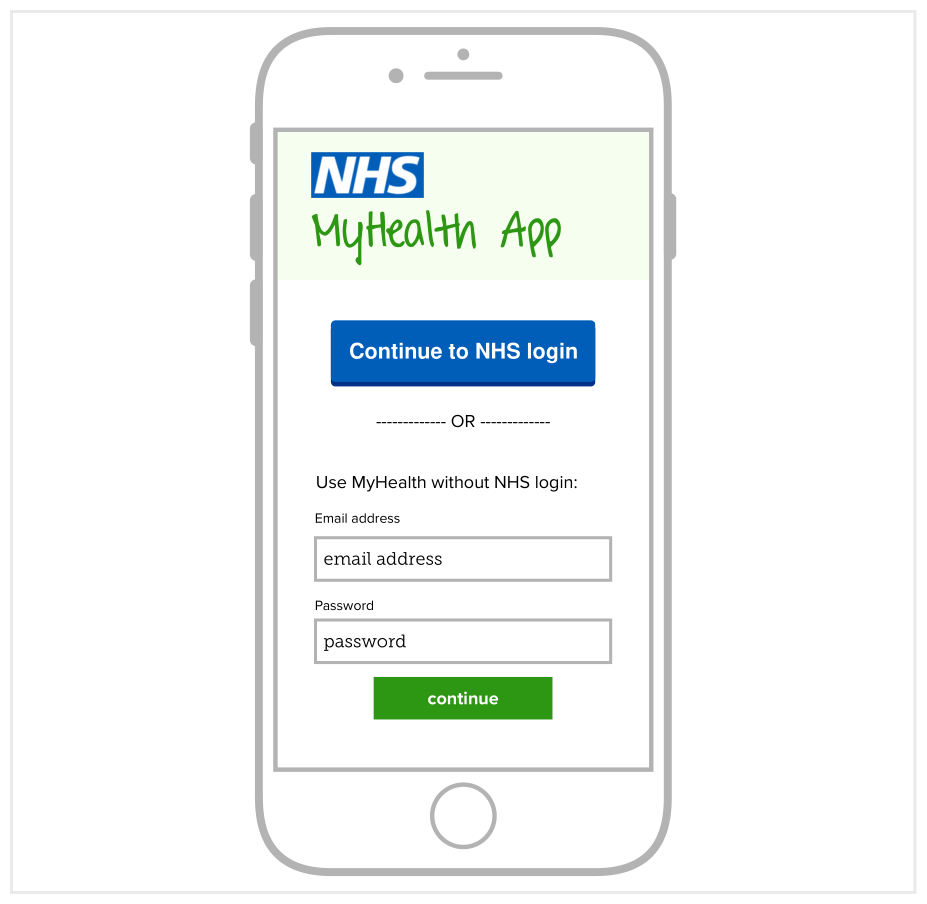 NHS
MyHealth App
Continue to NHS login
------------- OR -------------
Use MyHealth without NHS login:
Email address
email address
Password
password
continue